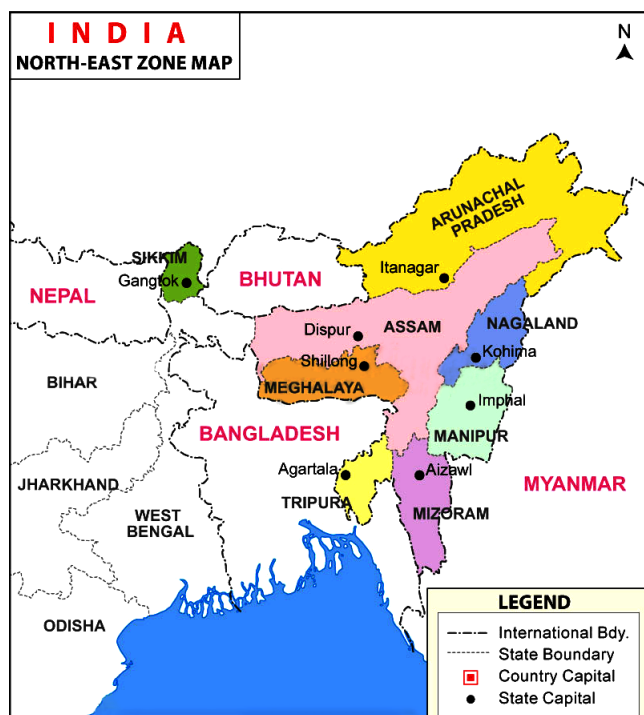 INDIA
NORTH-EAST ZONE MAP
N
ARUNACHAL
PRADESH
SIKKIM
Gangtok
NEPAL
BHUTAN
Itanagar
Dispur
ASSAM
NAGALAND
Shillong
Kohima
BIHAR
MEGHALAYA
Imphal
BANGLADESH
MANIPUR
Agartala
Aizawl
JHARKHAND
MYANMAR
TRIPURA
WEST
BENGAL
MIZORAM
ODISHA
LEGEND
International Bdy.
State Boundary
Country Capital
State Capital